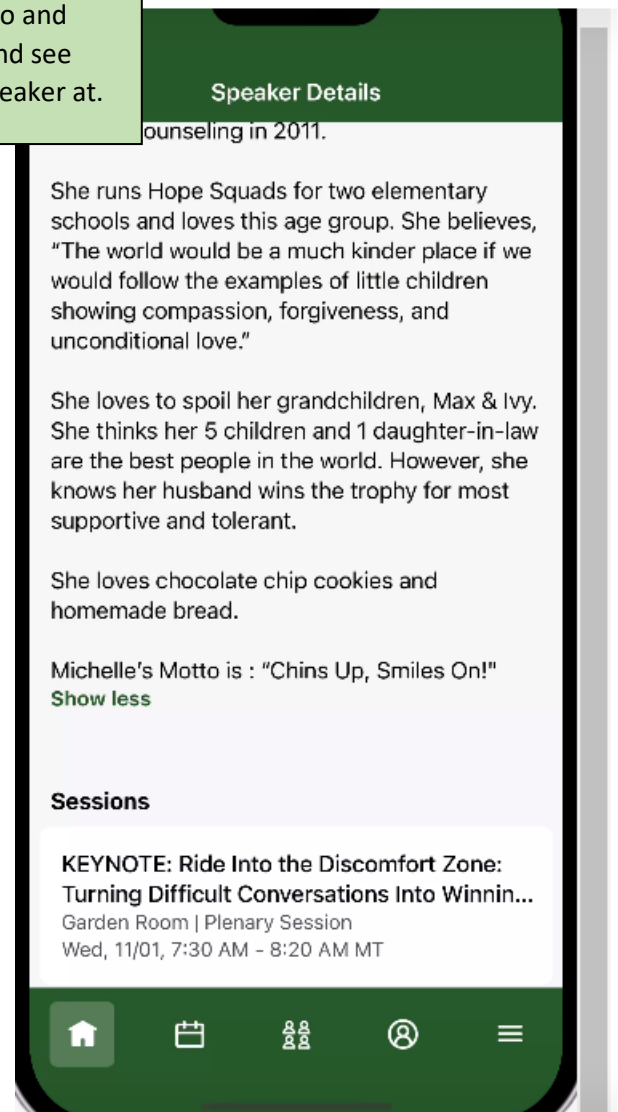 o and
nd see
eaker at.
Speaker Details
ounseling in 2011.
She runs Hope Squads for two elementary
schools and loves this age group. She believes,
“The world would be a much kinder place if we
would follow the examples of little children
showing compassion, forgiveness, and
unconditional love.”
She loves to spoil her grandchildren, Max & Ivy.
She thinks her 5 children and 1 daughter-in-law
are the best people in the world. However, she
knows her husband wins the trophy for most
supportive and tolerant.
She loves chocolate chip cookies and
homemade bread.
Michelle’s Motto is : “Chins Up, Smiles On!"
Show less
Sessions
KEYNOTE: Ride Into the Discomfort Zone:
Turning Difficult Conversations Into Winnin...
Garden Room | Plenary Session
Wed, 11/01, 7:30 AM - 8:20 AM MT